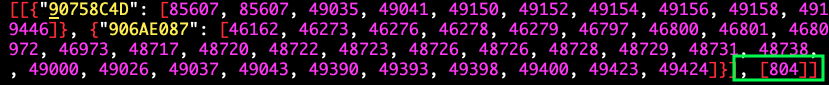 [[{"90758C4D": [85607, 85607, 49035, 49041, 49150, 49152, 49154, 49156, 49158, 491
9446]}, {"906AE087": [46162, 46273, 46276, 46278, 46279, 46797, 46800, 46801, 4680
972, 46973, 48717, 48720, 48722, 48723, 48726, 48726, 48728, 48729, 48731, 48738,
, 49000, 49026, 49037, 49043, 49390, 49393, 49398, 49400, 49423, 49424]}], [804]]